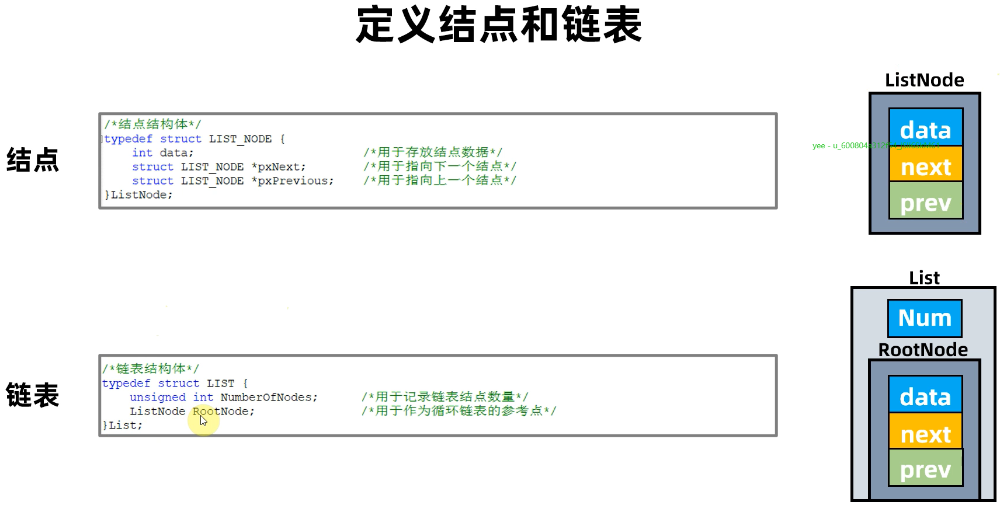 定义结点和链表
ListNode
/*结点结构体*/
typedef struct LIST_NODE {
int data; /*用于存放结点数据*/
struct LIST_NODE *pxNext; /*用于指向下一个结点*/
struct LIST_NODE *pxPrevious; /*用于指向上一个结点*/
}ListNode;
结点
data
next
prev
List
Num
RootNode
/*链表结构体*/
typedef struct LIST {
unsigned int NumberOfNodes; /*用于记录链表结点数量*/
ListNode RootNode; /*用于作为循环链表的参考点*/
}List;
链表
data
next
prev